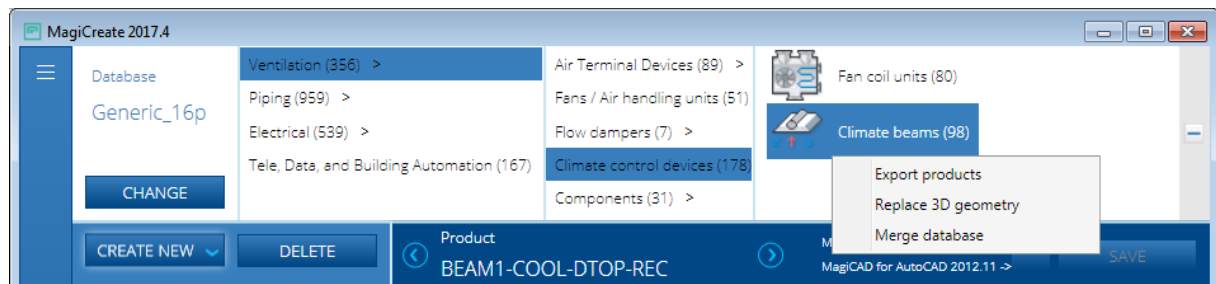 MagiCreate 2017.4
Database
Generic_16p
CHANGE
Ventilation (356) >
Piping (959) >
Electrical (539) >
Tele, Data, and Building Automation (167)
Air Terminal Devices (89) >
Fans / Air handling units (51)
Flow dampers (7) >
Climate control devices (178)
Components (31) >
Fan coil units (80)
Climate beams (98)
Export products
Replace 3D geometry
Merge database
CREATE NEW
DELETE
Product
BEAM1-COOL-DTOP-REC
MagiCAD for AutoCAD 2012.11 ->
SAVE